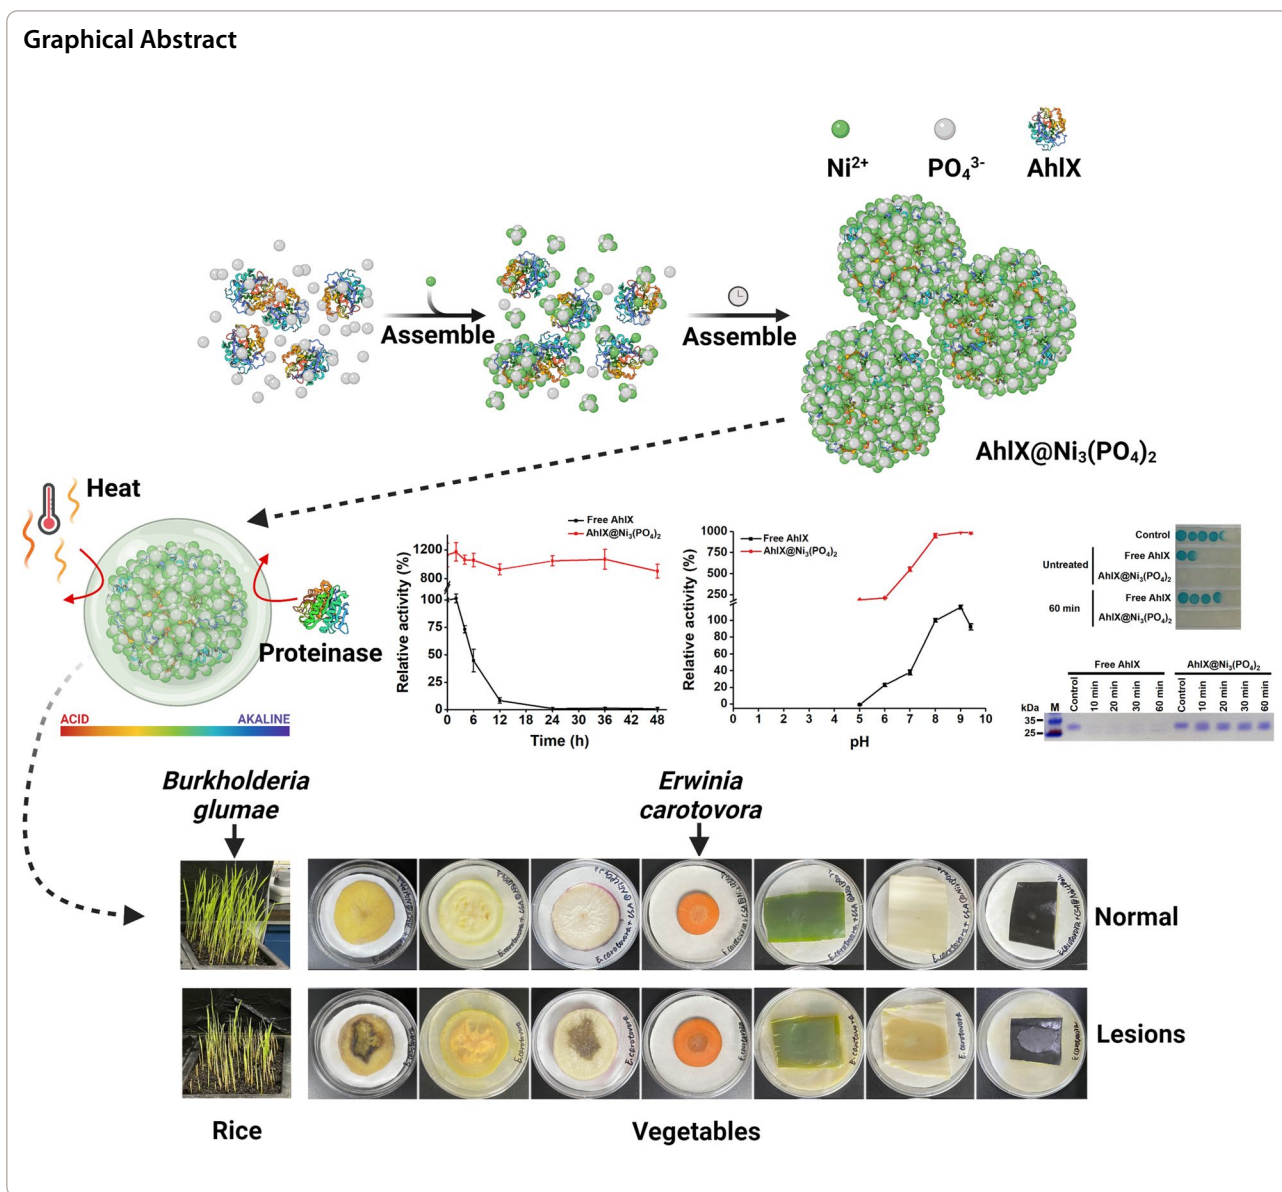 Graphical Abstract
Ni2+
PO43-
AhlX
Assemble
Assemble
AhlX@Ni3(PO4)2
Heat
Proteinase
ACID
AKALINE
Free AhlX
AhlX@Ni3(PO4)2
Relative activity (%)
1200
800
100
75
50
25
0
0 6 12 18 24 30 36 42 48
Time (h)
Free AhlX
AhlX@Ni3(PO4)2
Relative activity (%)
1000
750
500
250
100
80
60
40
20
0
0 1 2 3 4 5 6 7 8 9 10
pH
Control
Untreated
Free AhlX
AhlX@Ni3(PO4)2
60 min
Free AhlX
AhlX@Ni3(PO4)2
Free AhlX
AhlX@Ni3(PO4)2
kDa
M
Control
10 min
20 min
30 min
60 min
Control
10 min
20 min
30 min
60 min
35
25
Burkholderia
glumae
Erwinia
carotovora
Normal
E.carotovora
E.carotovora
E.carotovora
E.carotovora
E.carotovora
Lesions
Rice
Vegetables